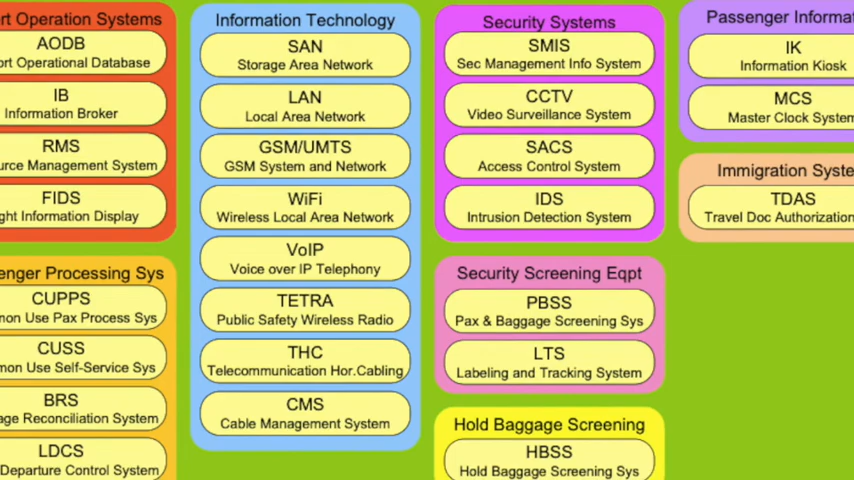 rt Operation Systems
AODB
ort Operational Database
IB
Information Broker
RMS
urce Management System
FIDS
ght Information Display
enger Processing Sys
CUPPS
mon Use Pax Process Sys
CUSS
mon Use Self-Service Sys
BRS
age Reconciliation System
LDCS
Departure Control System
Information Technology
SAN
Storage Area Network
LAN
Local Area Network
GSM/UMTS
GSM System and Network
WiFi
Wireless Local Area Network
VoIP
Voice over IP Telephony
TETRA
Public Safety Wireless Radio
THC
Telecommunication Hor.Cabling
CMS
Cable Management System
Security Systems
SMIS
Sec Management Info System
CCTV
Video Surveillance System
SACS
Access Control System
IDS
Intrusion Detection System
Security Screening Eqpt
PBSS
Pax & Baggage Screening Sys
LTS
Labeling and Tracking System
Hold Baggage Screening
HBSS
Hold Baggage Screening Sys
Passenger Informat
IK
Information Kiosk
MCS
Master Clock System
Immigration Syste
TDAS
Travel Doc Authorization